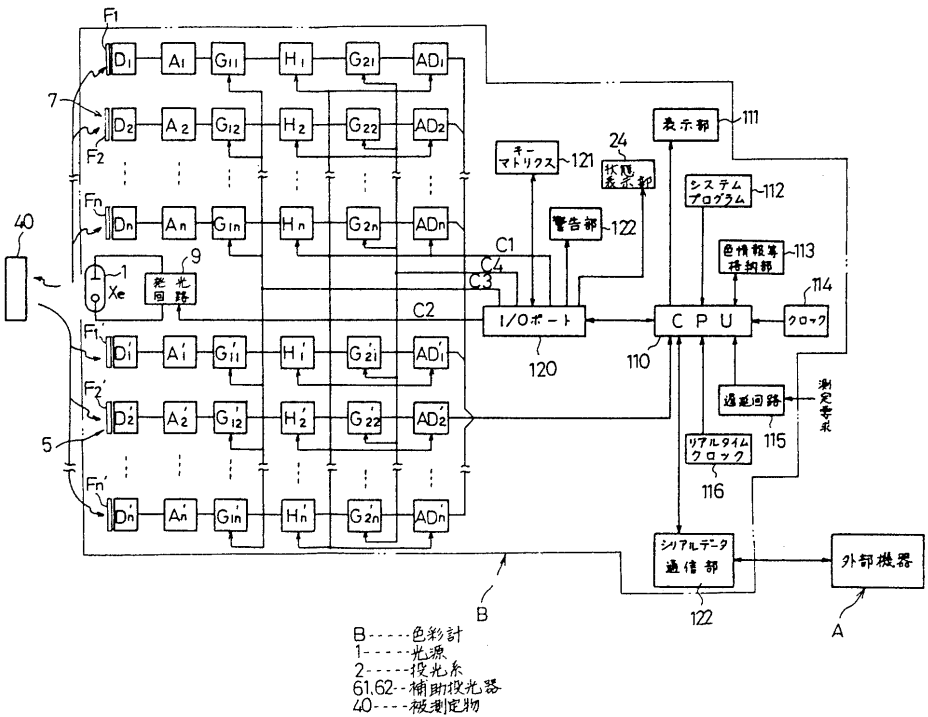 F1
D1 A1 G11 H1 G21 AD1
7
D2 A2 G12 H2 G22 AD2
F2
Fn
Dn An G1n Hn G2n ADn
40
1
Xe
9
発光
回路
キー
マトリクス
121
24
状態
表示部
警告部
122
表示部
111
システム
プログラム
112
色情報等
格納部
113
114
クロック
C1
C4
C3
C2
I/Oポート
120
CPU
110
遅延回路
115
測定要求
リアルタイム
クロック
116
F1'
D1' A1' G11' H1' G21' AD1'
F2'
D2' A2' G12' H2' G22' AD2'
5
Fn'
Dn' An' G1n' Hn' G2n' ADn'
シリアルデータ
通信部
122
外部機器
A
B
B-----色彩計
1-----光源
2-----投光系
61,62--補助投光器
40----被測定物